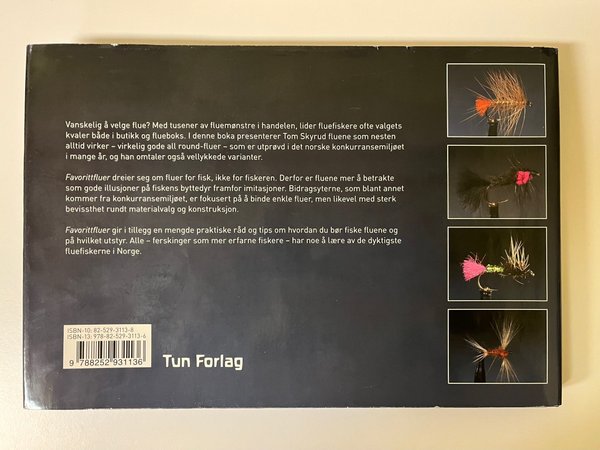 Vanskelig å velge flue? Med tusener av fluemønstre i handelen, lider fluefiskere ofte valgets
kvaler både i butikk og flueboks. I denne boka presenterer Tom Skyrud fluene som nesten
alltid virker – virkelig gode all round-fluer – som er utprøvd i det norske konkurransemiljøet
i mange år, og han omtaler også vellykkede varianter.
Favorittfluer dreier seg om fluer for fisk, ikke for fiskeren. Derfor er fluene mer å betrakte
som gode illusjoner på fiskens byttedyr framfor imitasjoner. Bidragsyterne, som blant annet
kommer fra konkurransemiljøet, er fokusert på å binde enkle fluer, men likevel med sterk
bevissthet rundt materialvalg og konstruksjon.
Favorittfluer gir i tillegg en mengde praktiske råd og tips om hvordan du bør fiske fluene og
på hvilket utstyr. Alle – ferskinger som mer erfarne fiskere – har noe å lære av de dyktigste
fluefiskerne i Norge.
ISBN-10: 82-529-3113-8
ISBN-13: 978-82-529-3113-6
9 788252 931136
Tun Forlag